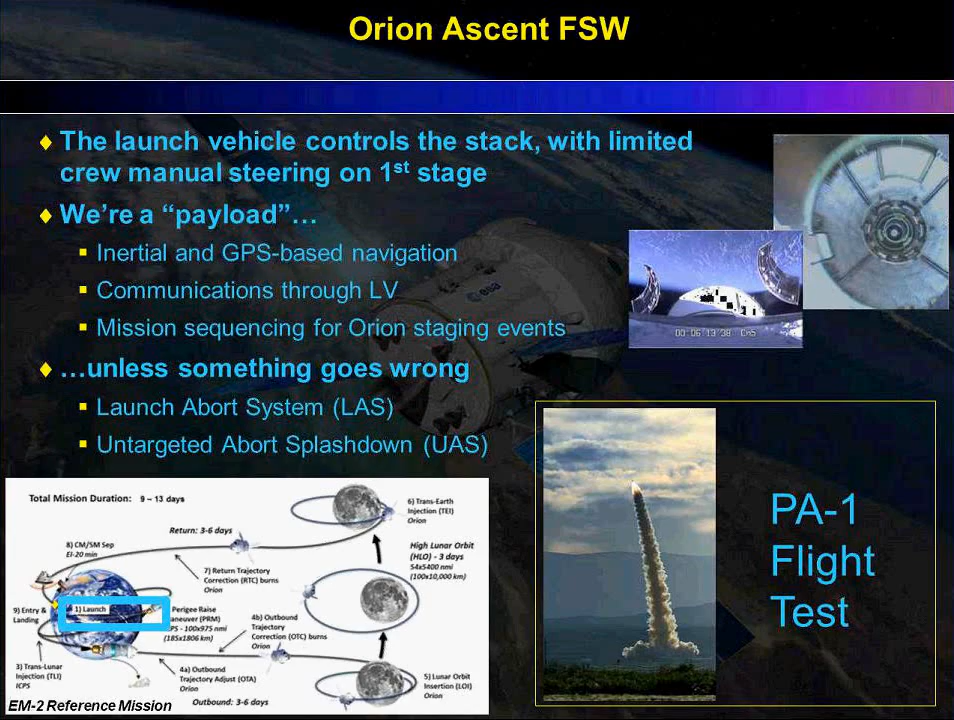 Orion Ascent FSW
The launch vehicle controls the stack, with limited
crew manual steering on 1st stage
We're a “payload”…
Inertial and GPS-based navigation
Communications through LV
Mission sequencing for Orion staging events
…unless something goes wrong
Launch Abort System (LAS)
Untargeted Abort Splashdown (UAS)
esa
00:06:13:38 Cm5
PA-1
Flight
Test
Total Mission Duration: 9 – 13 days
6) Trans-Earth
Injection (TEI)
Orion
Return: 3-6 days
8) CM/SM Sep
EI-20 min
High Lunar Orbit
(HLO) - 3 days
54x5400 nmi
(100x10,000 km)
7) Return Trajectory
Correction (RTC) burns
Orion
9) Entry &
Landing
1) Launch
Perigee Raise
aneuver (PRM)
PS - 100x975 nmi
(185x1806 km)
4b) Outbound
Trajectory
Correction (OTC) burns
Orion
3) Trans-Lunar
Injection (TLI)
ICPS
4a) Outbound
Trajectory Adjust (OTA)
Orion
5) Lunar Orbit
Insertion (LOI)
Orion
Outbound: 3-6 days
EM-2 Reference Mission